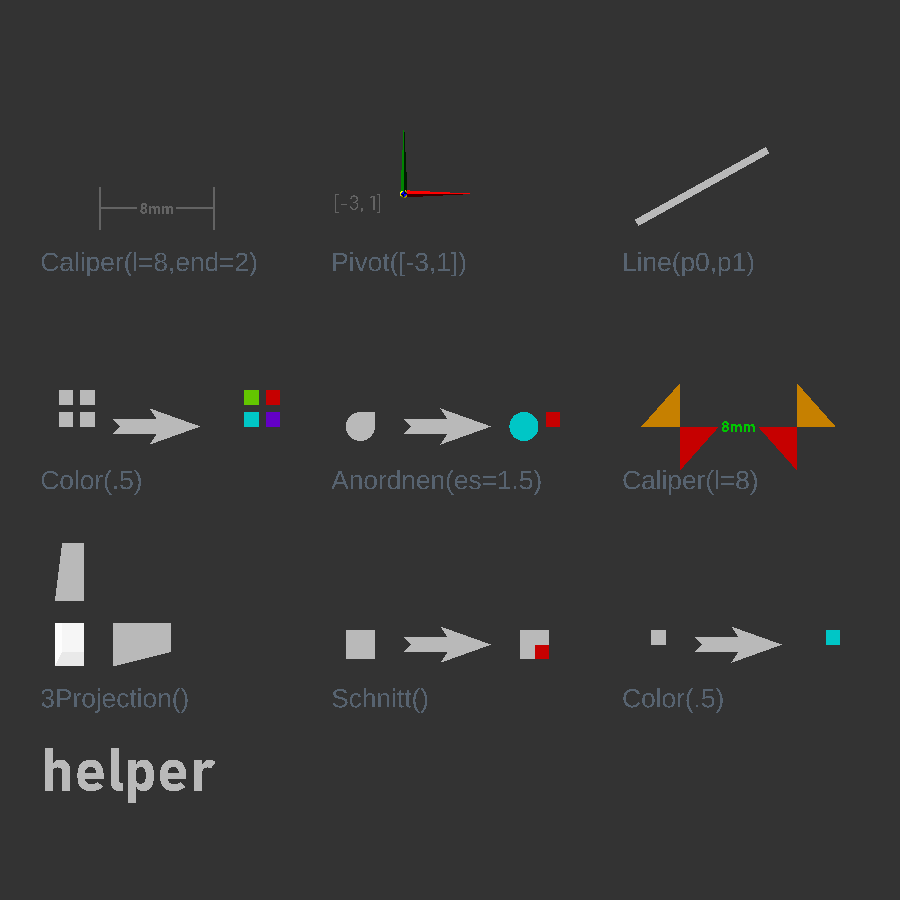 8mm
[-3, 1]
Caliper(l=8,end=2)
Pivot([-3,1])
Line(p0,p1)
8mm
Color(.5)
Anordnen(es=1.5)
Caliper(l=8)
3Projection()
Schnitt()
Color(.5)
helper